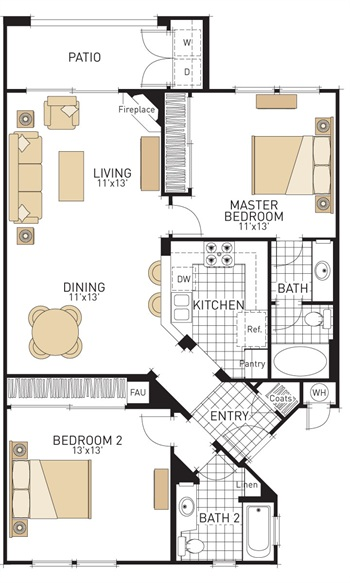 PATIO
W
D
Fireplace
LIVING
11'x13'
MASTER
BEDROOM
11'x13'
DINING
11'x13'
DW
KITCHEN
BATH
Ref.
Pantry
FAU
Coats
WH
ENTRY
BEDROOM 2
13'x13'
Linen
BATH 2